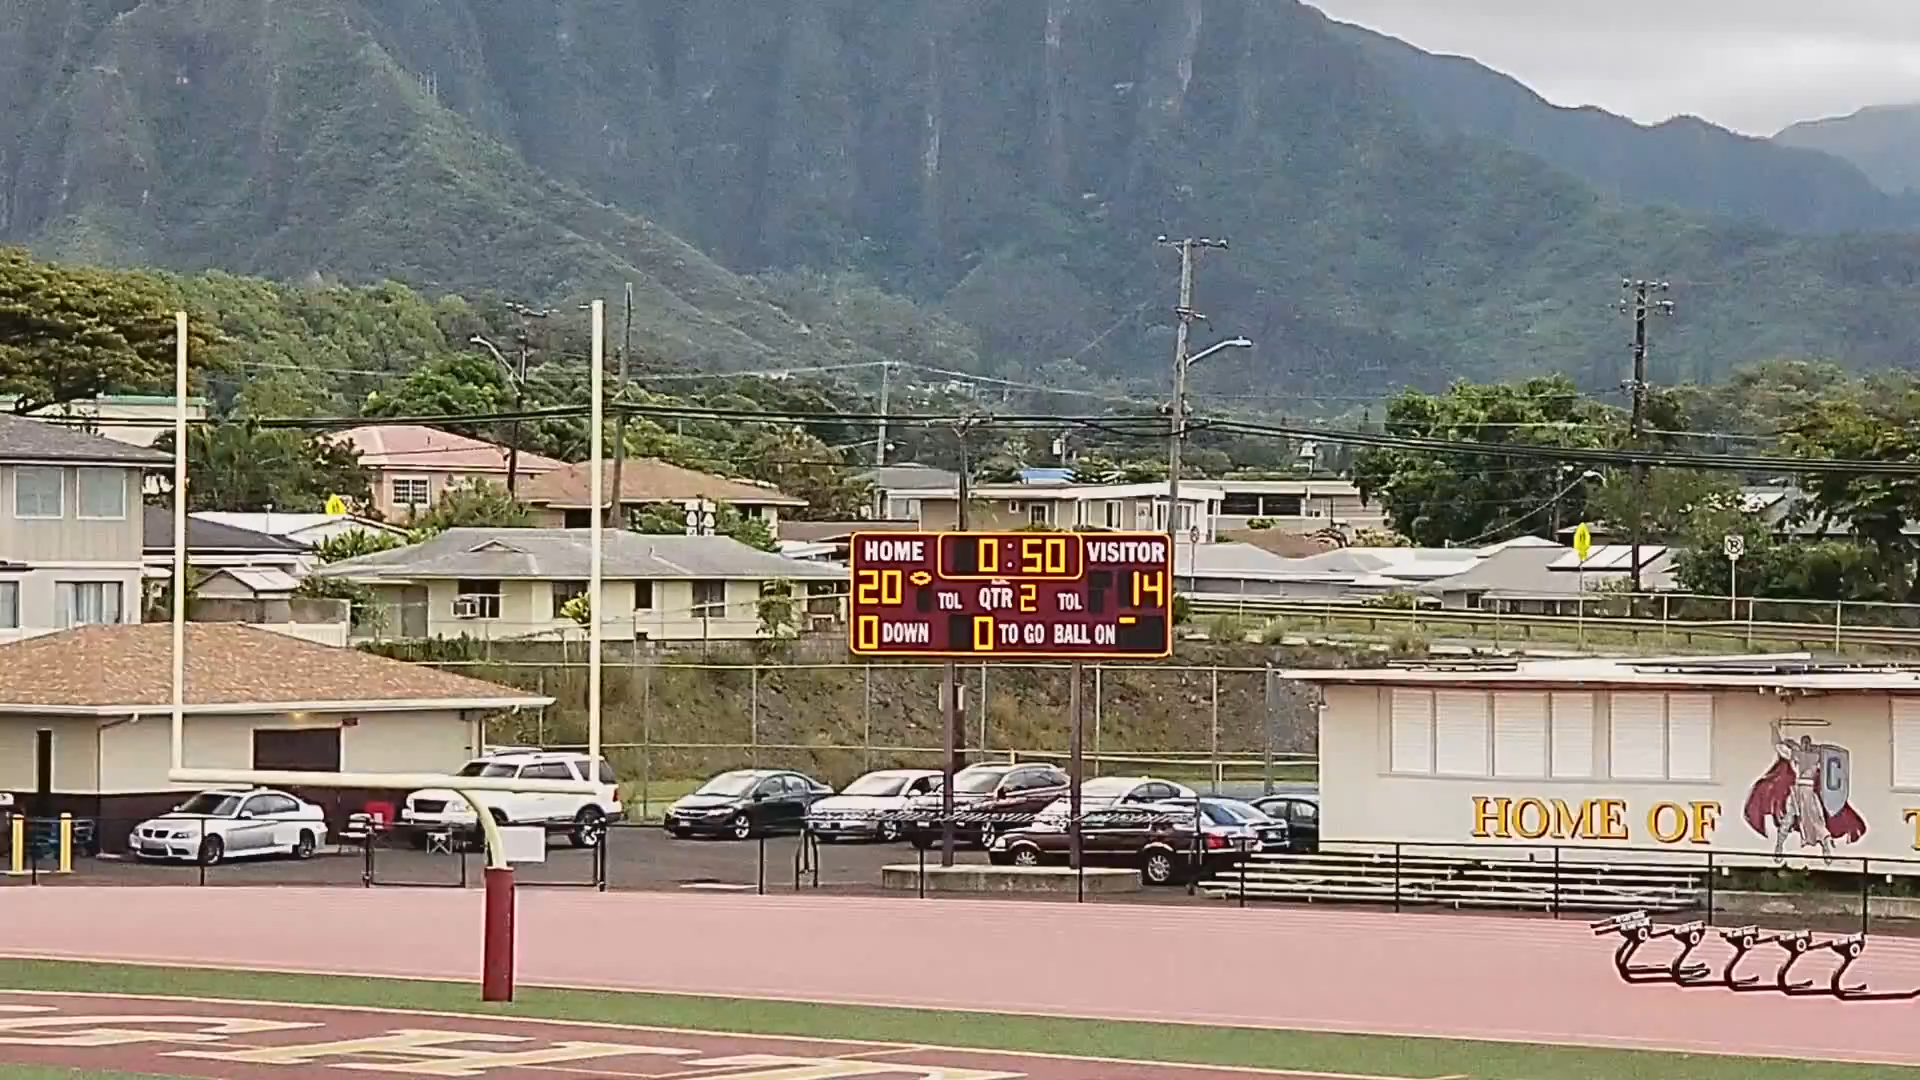 HOME 0:50 VISITOR
20 TOL QTR 2 TOL 14
0 DOWN 0 TO GO BALL ON
HOME OF
C